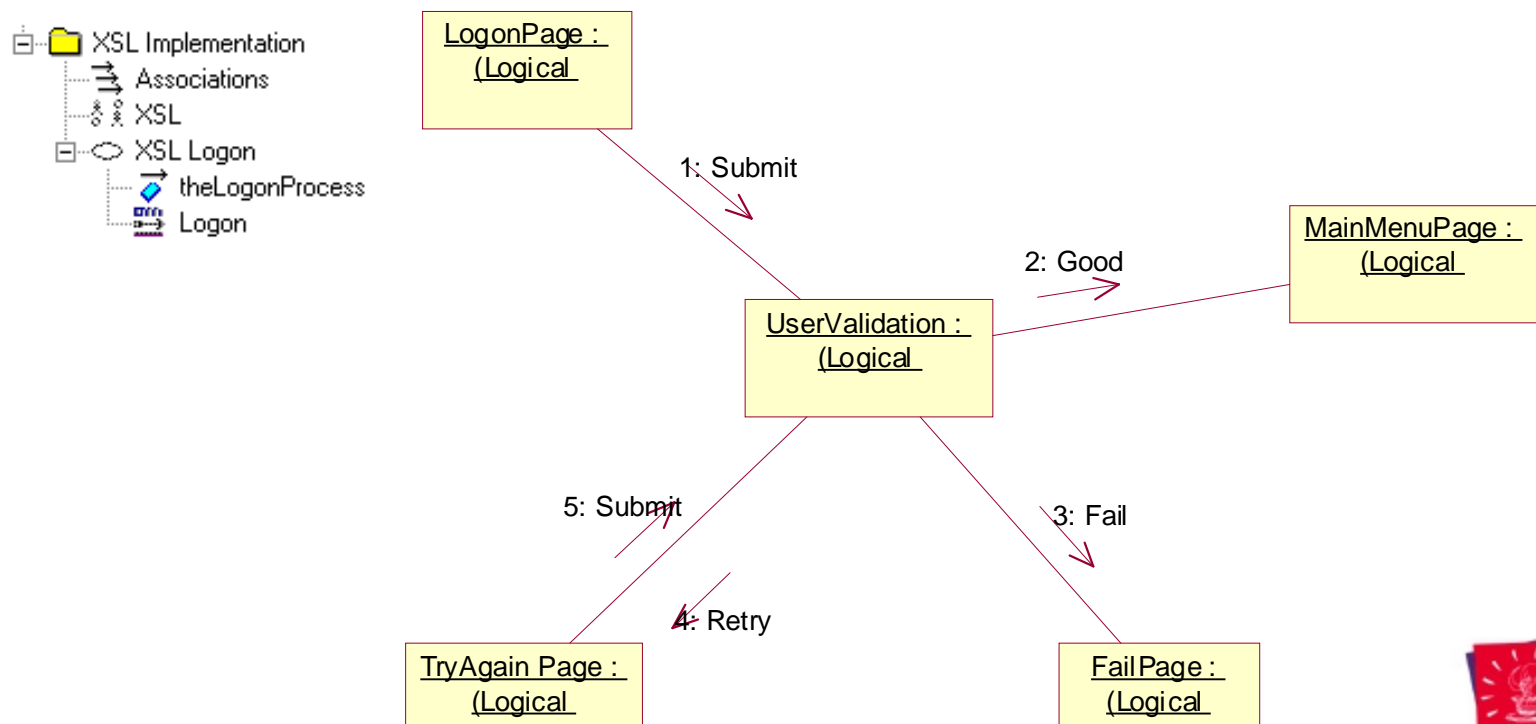 XSL Implementation
Associations
XSL
XSL Logon
theLogonProcess
Logon
LogonPage :
(Logical
1: Submit
2: Good
MainMenuPage :
(Logical
UserValidation :
(Logical
5: Submit
3: Fail
4: Retry
TryAgain Page :
(Logical
FailPage :
(Logical